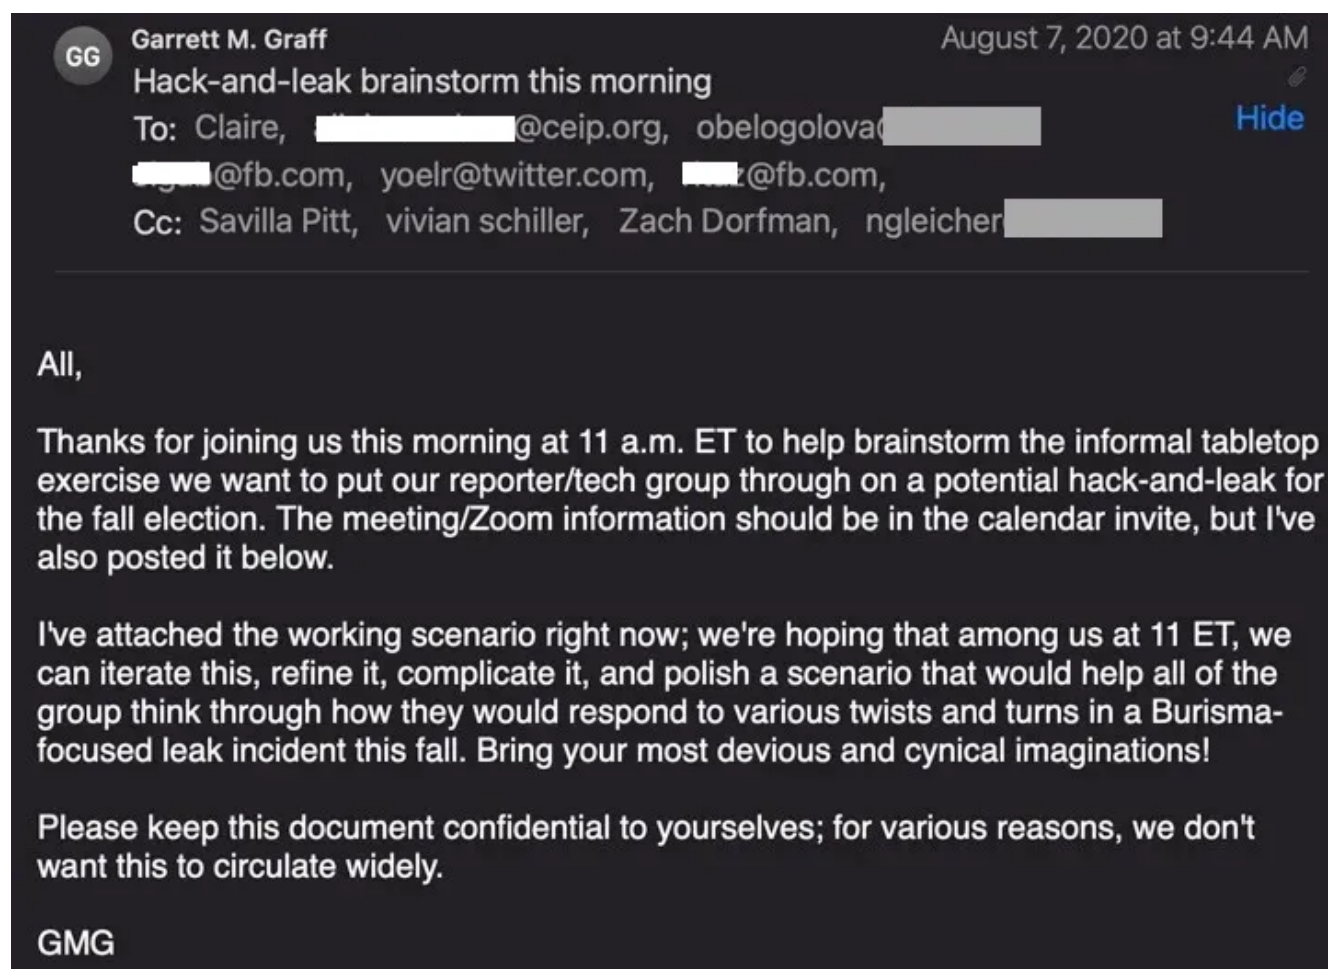 GG
Garrett M. Graff
August 7, 2020 at 9:44 AM
Hack-and-leak brainstorm this morning
To: Claire, @ceip.org, obelogolova
Hide
@fb.com, yoelr@twitter.com, @fb.com,
Cc: Savilla Pitt, vivian schiller, Zach Dorfman, ngleicher
All,
Thanks for joining us this morning at 11 a.m. ET to help brainstorm the informal tabletop
exercise we want to put our reporter/tech group through on a potential hack-and-leak for
the fall election. The meeting/Zoom information should be in the calendar invite, but I've
also posted it below.
I've attached the working scenario right now; we're hoping that among us at 11 ET, we
can iterate this, refine it, complicate it, and polish a scenario that would help all of the
group think through how they would respond to various twists and turns in a Burisma-
focused leak incident this fall. Bring your most devious and cynical imaginations!
Please keep this document confidential to yourselves; for various reasons, we don't
want this to circulate widely.
GMG